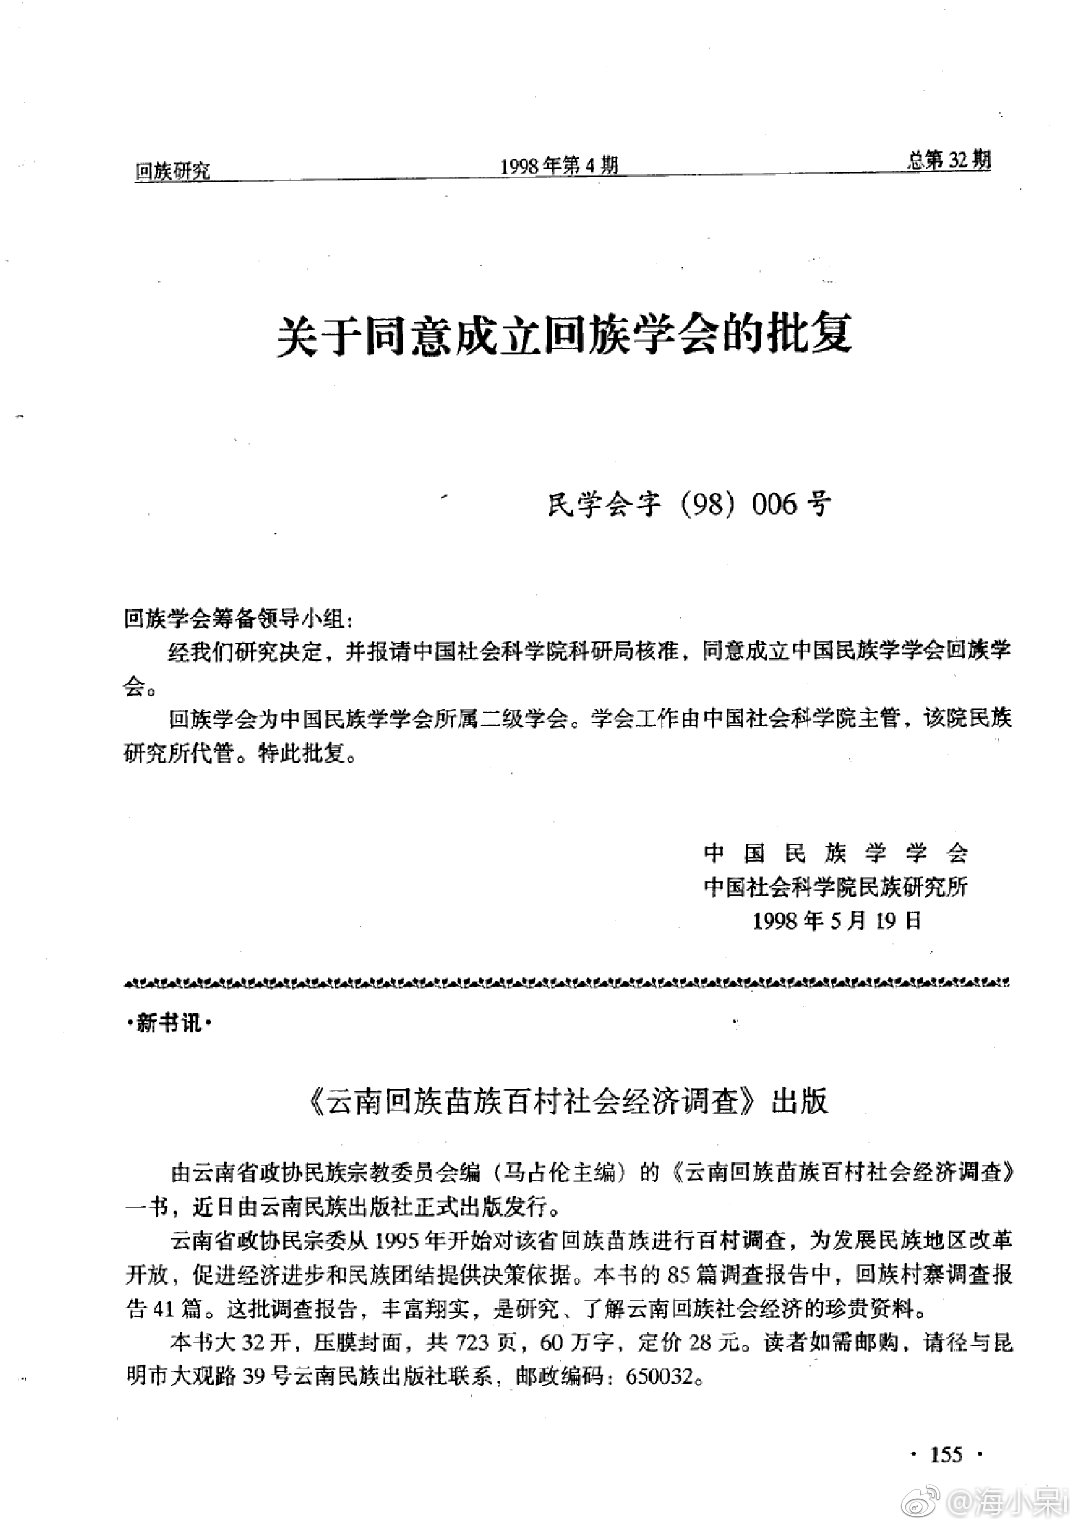 回族研究 1998年第4期 总第32期
关于同意成立回族学会的批复
民学会字（98）006号
回族学会筹备领导小组：
经我们研究决定，并报请中国社会科学院科研局核准，同意成立中国民族学学会回族学
会。
回族学会为中国民族学学会所属二级学会。学会工作由中国社会科学院主管，该院民族
研究所代管。特此批复。
中国民族学学会
中国社会科学院民族研究所
1998年5月19日
·新书讯·
《云南回族苗族百村社会经济调查》出版
由云南省政协民族宗教委员会编（马占伦主编）的《云南回族苗族百村社会经济调查》
一书，近日由云南民族出版社正式出版发行。
云南省政协民宗委从1995年开始对该省回族苗族进行百村调查，为发展民族地区改革
开放，促进经济进步和民族团结提供决策依据。本书的85篇调查报告中，回族村寨调查报
告41篇。这批调查报告，丰富翔实，是研究、了解云南回族社会经济的珍贵资料。
本书大32开，压膜封面，共723页，60万字，定价28元。读者如需邮购，请径与昆
明市大观路39号云南民族出版社联系，邮政编码：650032。
·155·
@海小呆i